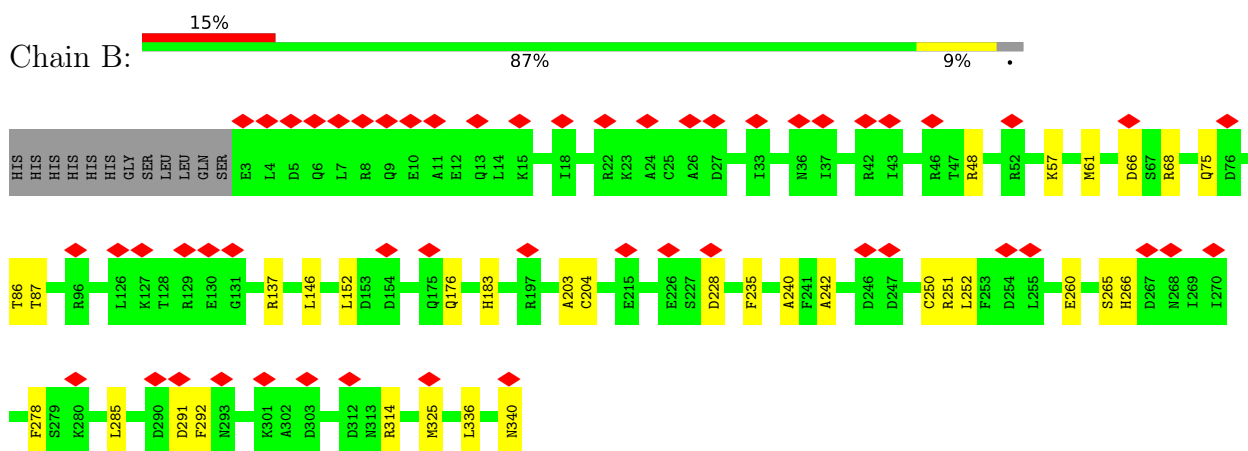 15%
Chain B:
87% 9% •
HIS HIS HIS HIS HIS HIS GLY SER LEU LEU GLN SER E3 L4 D5 Q6 L7 R8 Q9 E10 A11 E12 Q13 L14 K15 I18 R22 K23 A24 C25 A26 D27 I33 N36 I37 R42 I43 R46 T47 R48 R52 K57 M61 D66 S67 R68 Q75 D76
T86 T87 R96 L126 K127 T128 R129 E130 G131 R137 L146 L152 D153 D154 Q175 Q176 H183 R197 A203 C204 E215 E226 S227 D228 F235 A240 F241 A242 D246 D247 C250 R251 L252 F253 D254 L255 E260 S265 H266 D267 N268 I269 I270
F278 S279 K280 L285 D290 D291 F292 N293 K301 A302 D303 D312 N313 R314 M325 L336 N340